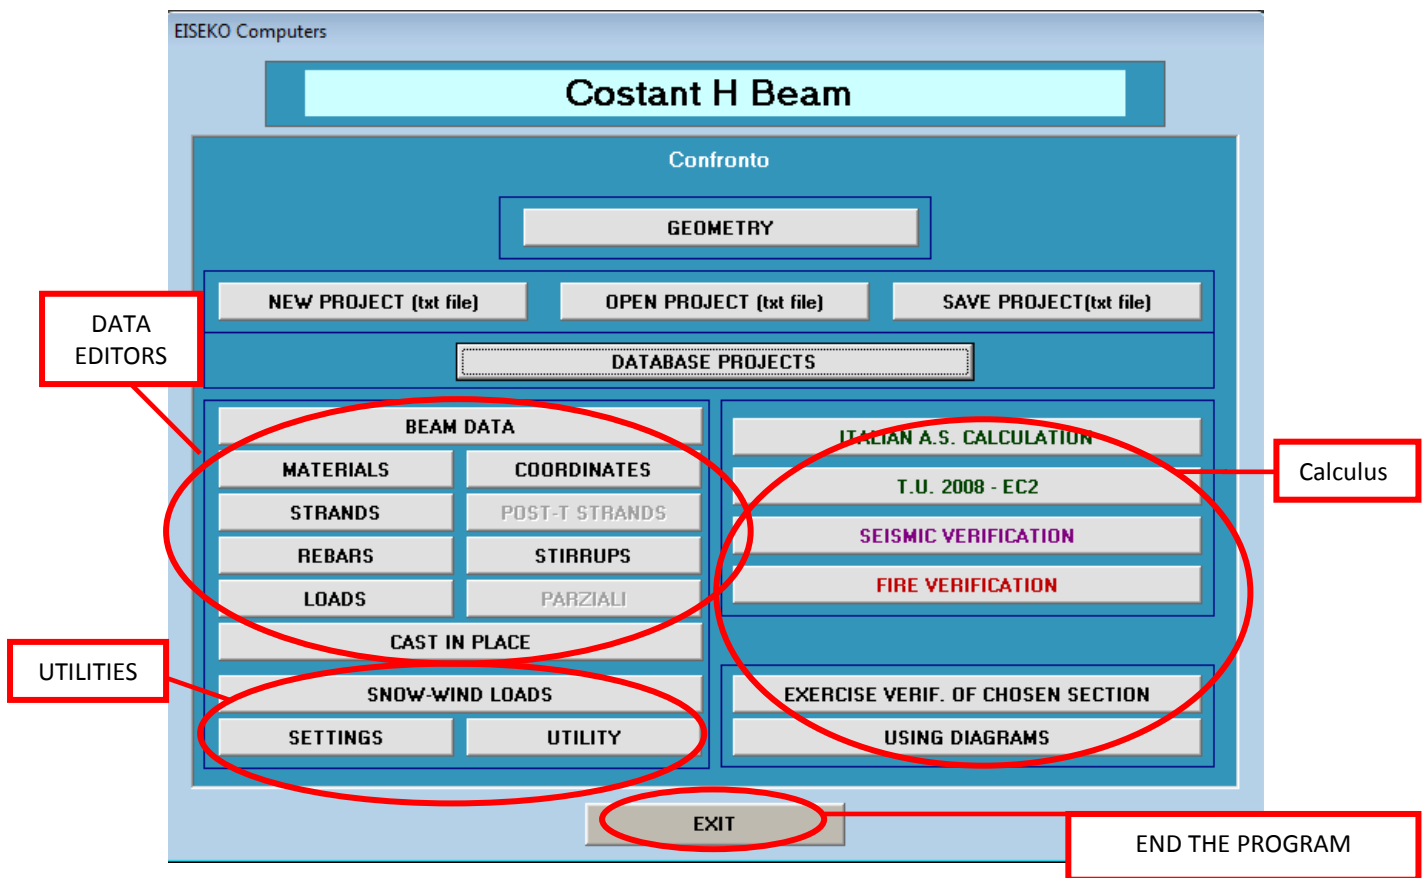 EISEKO Computers
Costant H Beam
Confronto
GEOMETRY
NEW PROJECT (txt file)
OPEN PROJECT (txt file)
SAVE PROJECT(txt file)
DATA
EDITORS
DATABASE PROJECTS
BEAM DATA
MATERIALS
COORDINATES
STRANDS
POST-T STRANDS
REBARS
STIRRUPS
LOADS
PARZIALI
CAST IN PLACE
ITALIAN A.S. CALCULATION
T.U. 2008 - EC2
SEISMIC VERIFICATION
FIRE VERIFICATION
Calculus
UTILITIES
SNOW-WIND LOADS
SETTINGS
UTILITY
EXERCISE VERIF. OF CHOSEN SECTION
USING DIAGRAMS
EXIT
END THE PROGRAM